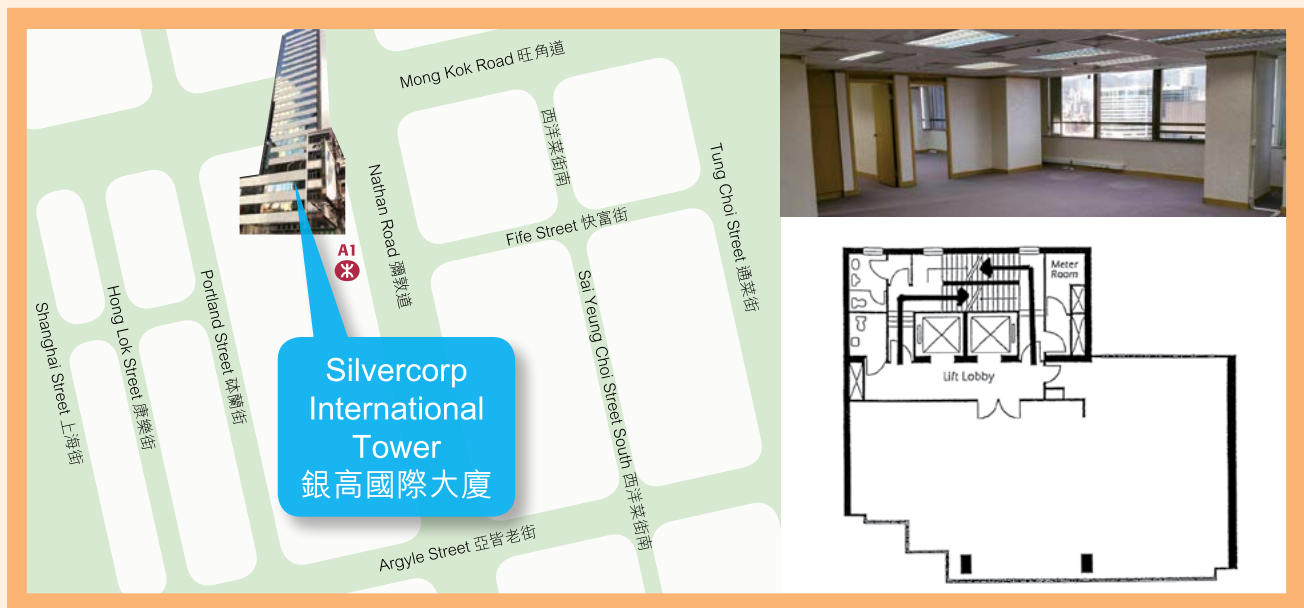 Mong Kok Road 旺角道
西洋菜街南
Tung Choi Street 通菜街
Nathan Road 彌敦道
Fife Street 快富街
A1
Sai Yeung Choi Street South 西洋菜街南
Portland Street 砵蘭街
Hong Lok Street 康樂街
Shanghai Street 上海街
Silvercorp
International
Tower
銀高國際大廈
Argyle Street 亞皆老街
Meter
Room
Lift Lobby